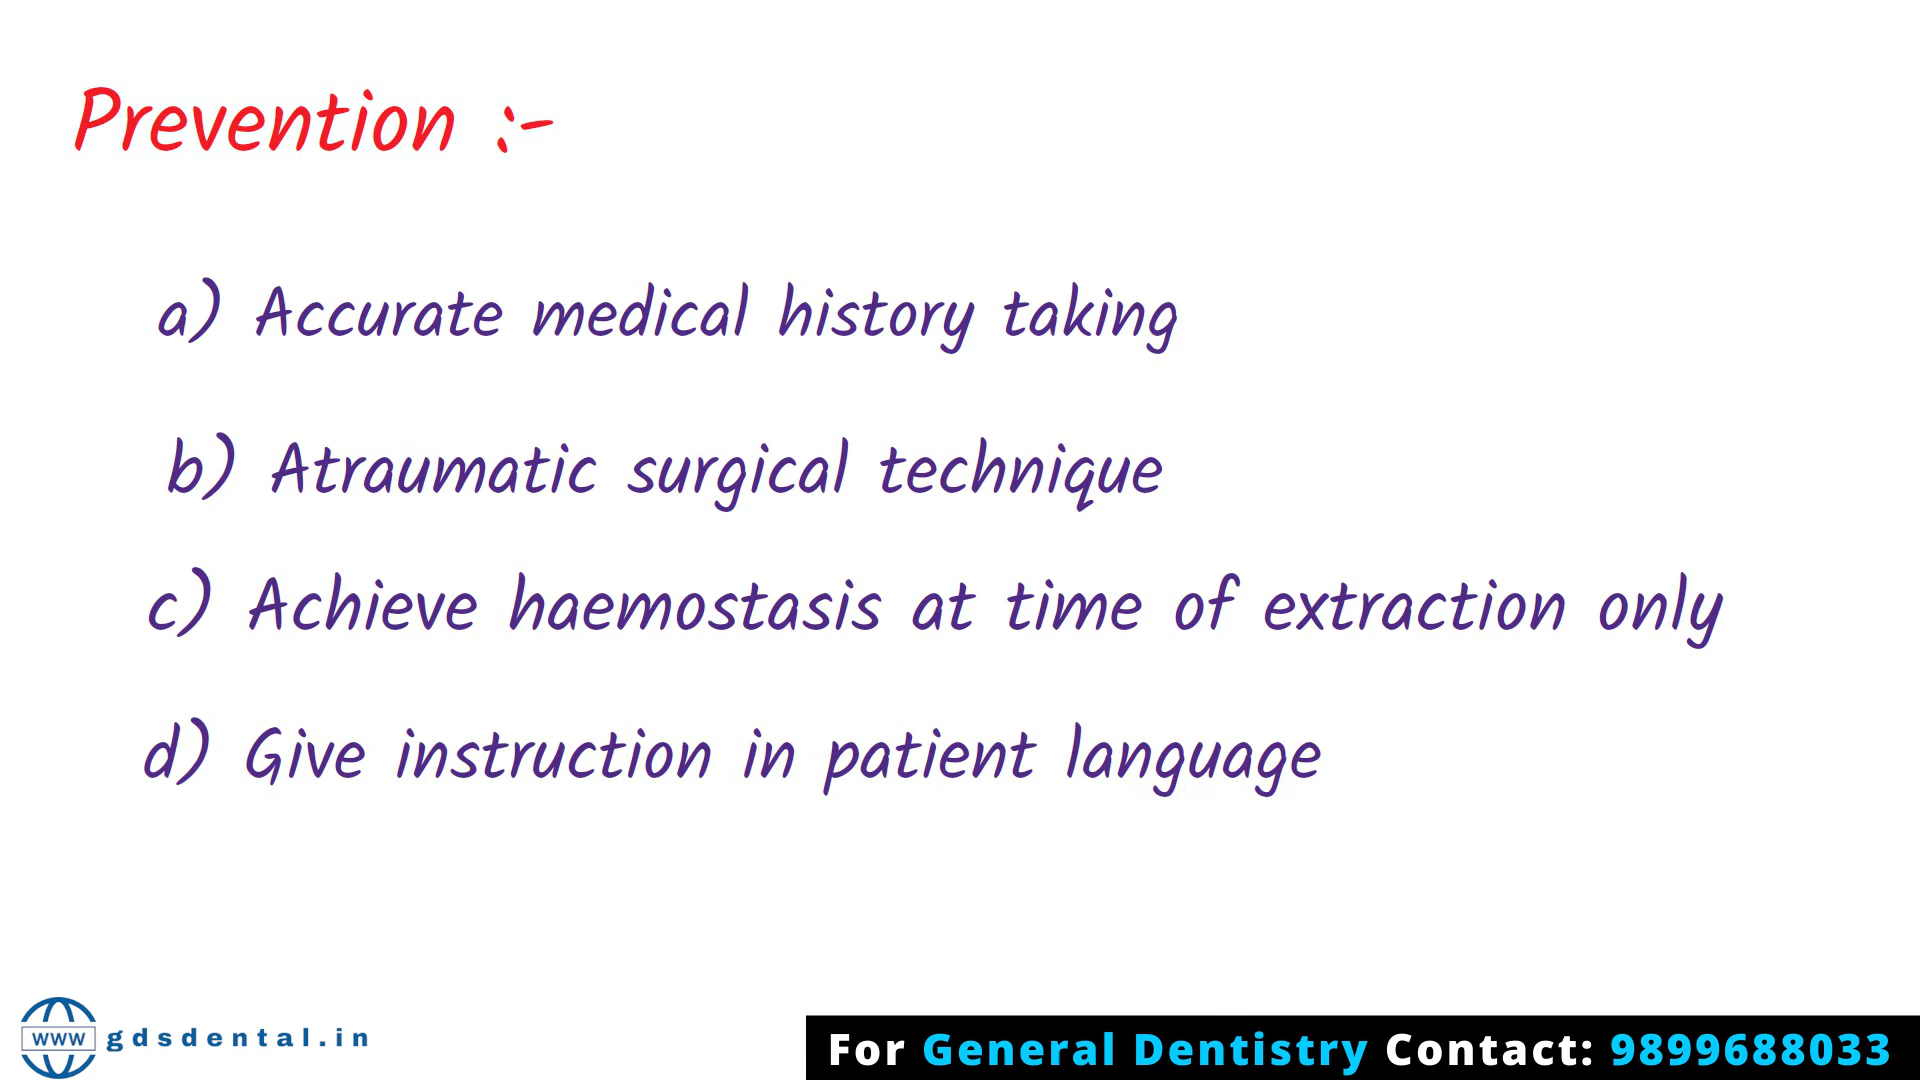 Prevention :-
a) Accurate medical history taking
b) Atraumatic surgical technique
c) Achieve haemostasis at time of extraction only
d) Give instruction in patient language
www gdsdental.in
For General Dentistry Contact: 9899688033